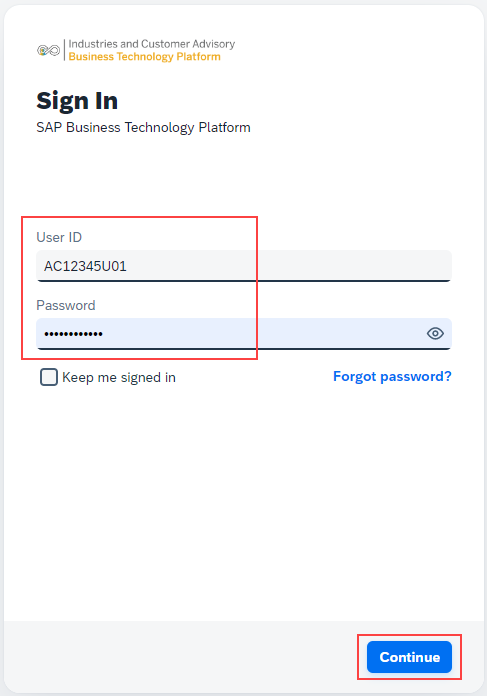 Industries and Customer Advisory
Business Technology Platform
Sign In
SAP Business Technology Platform
User ID
AC12345U01
Password
••••••••••••
Keep me signed in
Forgot password?
Continue